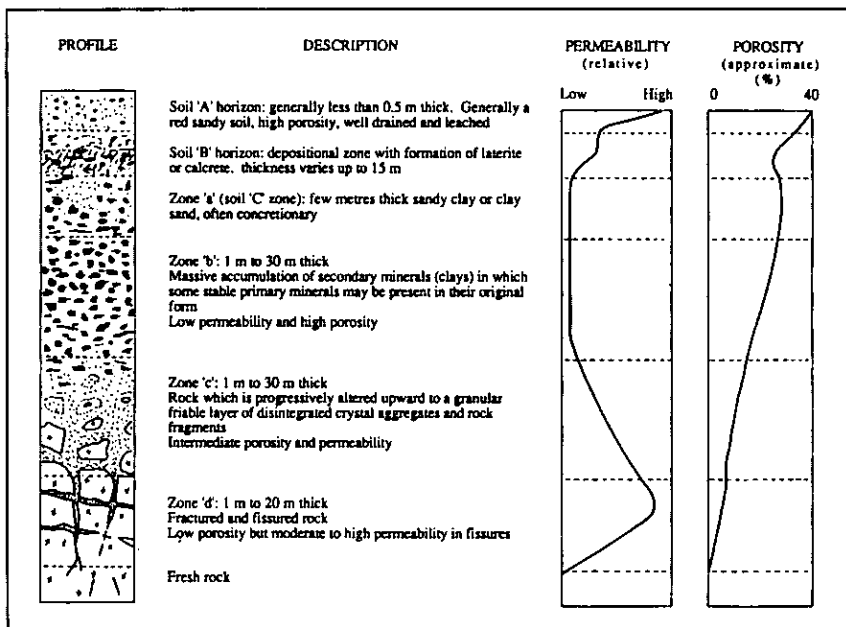 PROFILE
DESCRIPTION
PERMEABILITY
(relative)
POROSITY
(approximate)
(%)
Low High
0 40
Soil 'A' horizon: generally less than 0.5 m thick. Generally a
red sandy soil, high porosity, well drained and leached
Soil 'B' horizon: depositional zone with formation of laterite
or calcrete. thickness varies up to 15 m
Zone 'a' (soil 'C' zone): few metres thick sandy clay or clay
sand, often concretionary
Zone 'b': 1 m to 30 m thick
Massive accumulation of secondary minerals (clays) in which
some stable primary minerals may be present in their original
form
Low permeability and high porosity
Zone 'c': 1 m to 30 m thick
Rock which is progressively altered upward to a granular
friable layer of disintegrated crystal aggregates and rock
fragments
Intermediate porosity and permeability
Zone 'd': 1 m to 20 m thick
Fractured and fissured rock
Low porosity but moderate to high permeability in fissures
Fresh rock